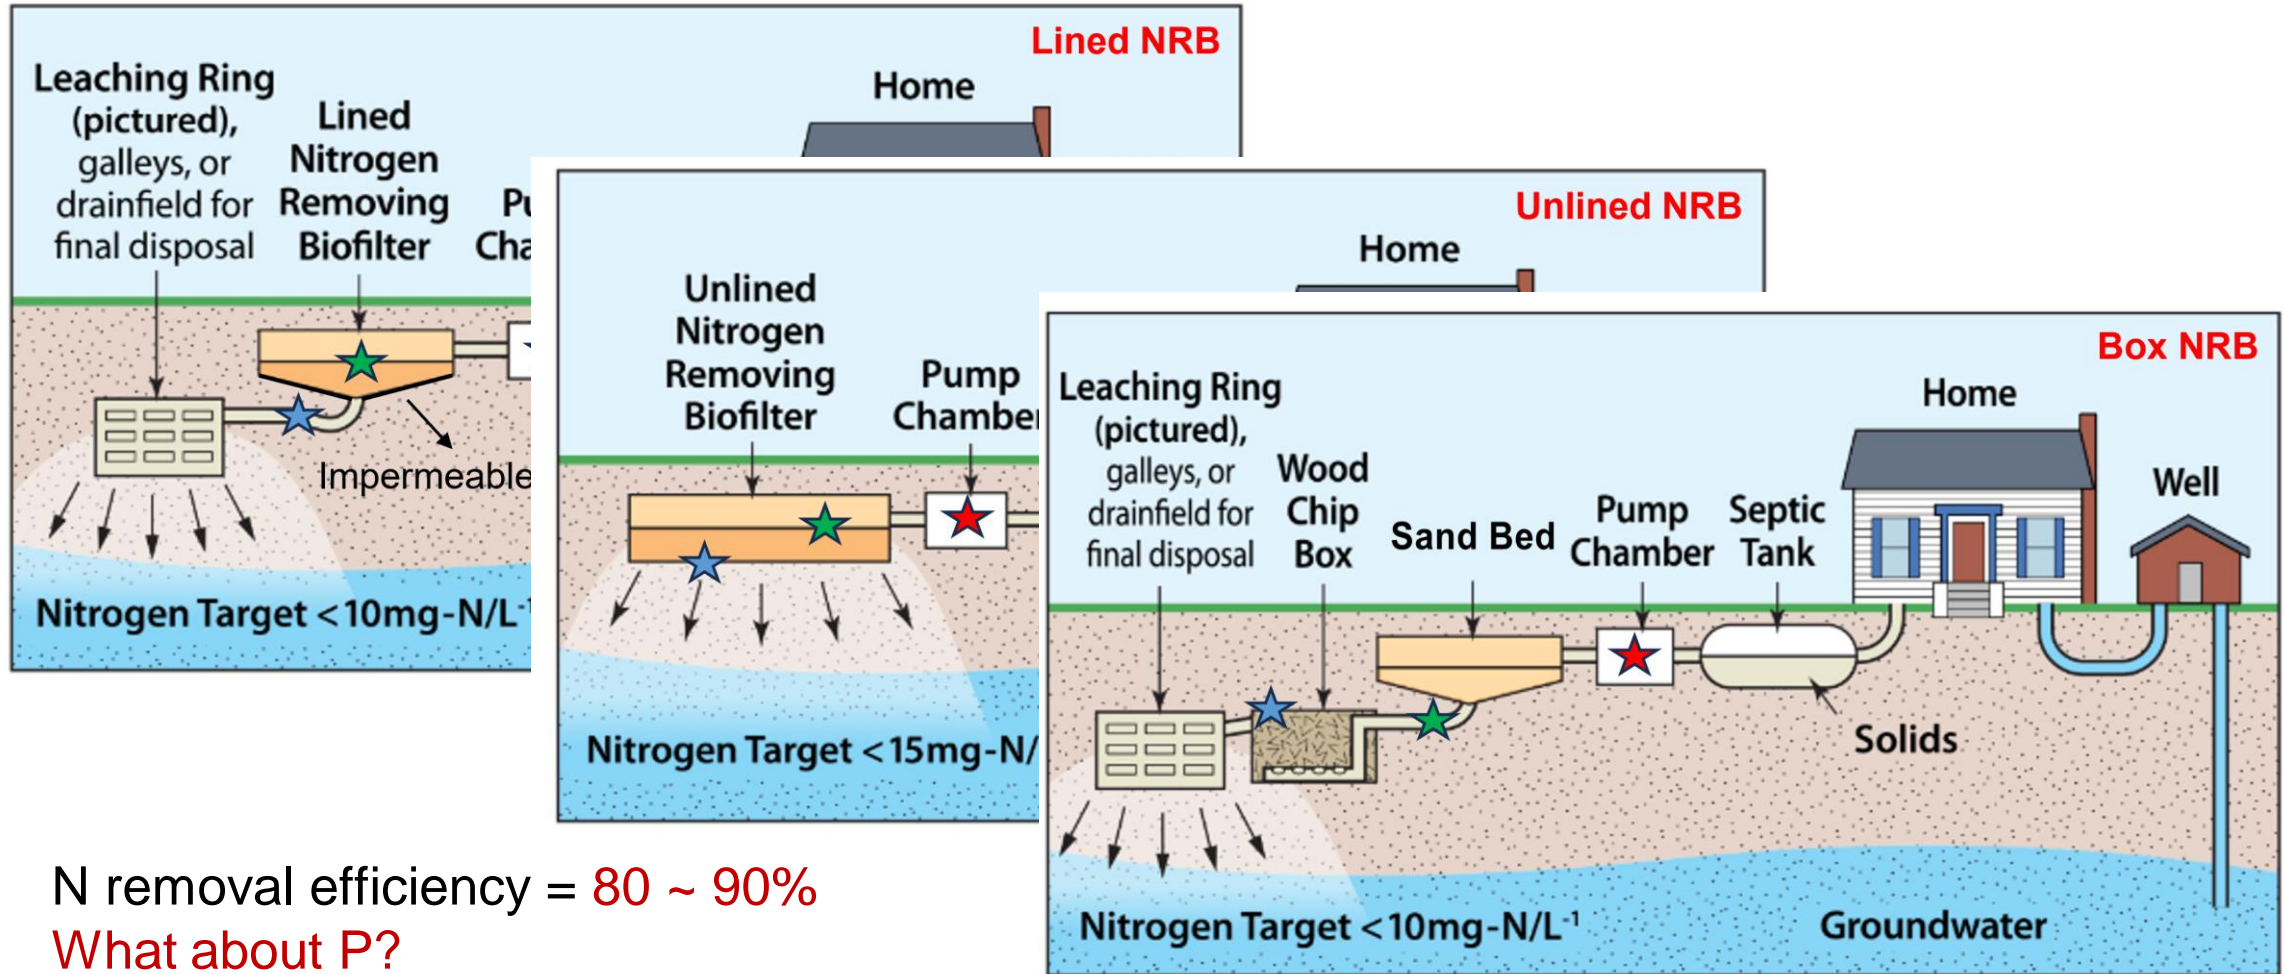 Lined NRB
Leaching Ring
(pictured),
galleys, or
drainfield for
final disposal
Lined
Nitrogen
Removing
Biofilter
Home
Impermeable
Nitrogen Target <10mg-N/L⁻¹
Unlined NRB
Unlined
Nitrogen
Removing
Biofilter
Pump
Chamber
Home
Nitrogen Target <15mg-N/
Box NRB
Leaching Ring
(pictured),
galleys, or
drainfield for
final disposal
Wood
Chip
Box
Sand Bed
Pump
Chamber
Septic
Tank
Home
Well
Solids
Nitrogen Target <10mg-N/L⁻¹
Groundwater
N removal efficiency = 80 ~ 90%
What about P?